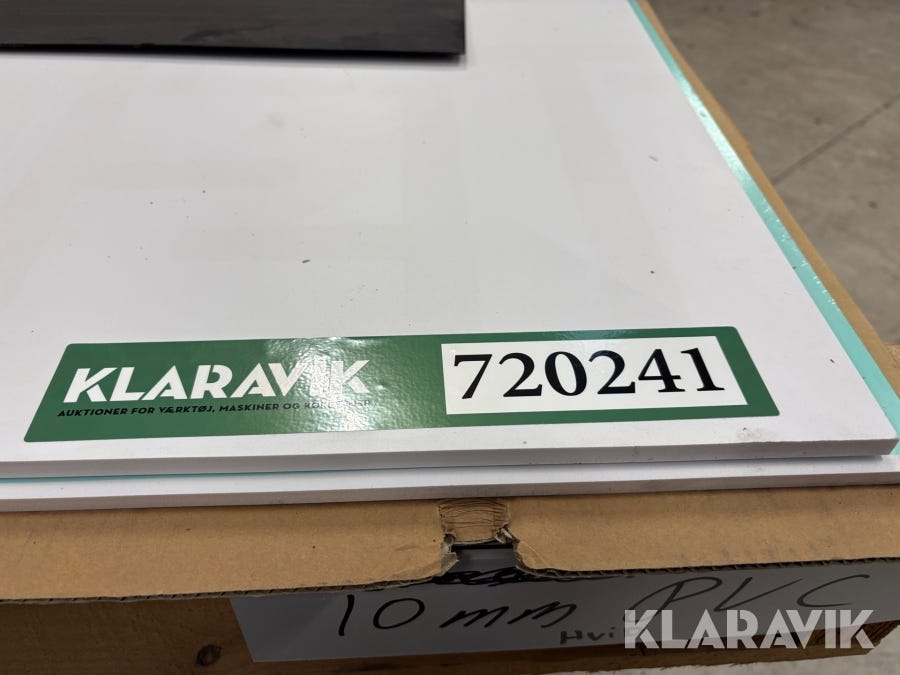 KLARAVIK
720241
AUKTIONER FOR VÆRKTØJ, MASKINER OG KØRETØJER
10 mm PVC
KLARAVIK